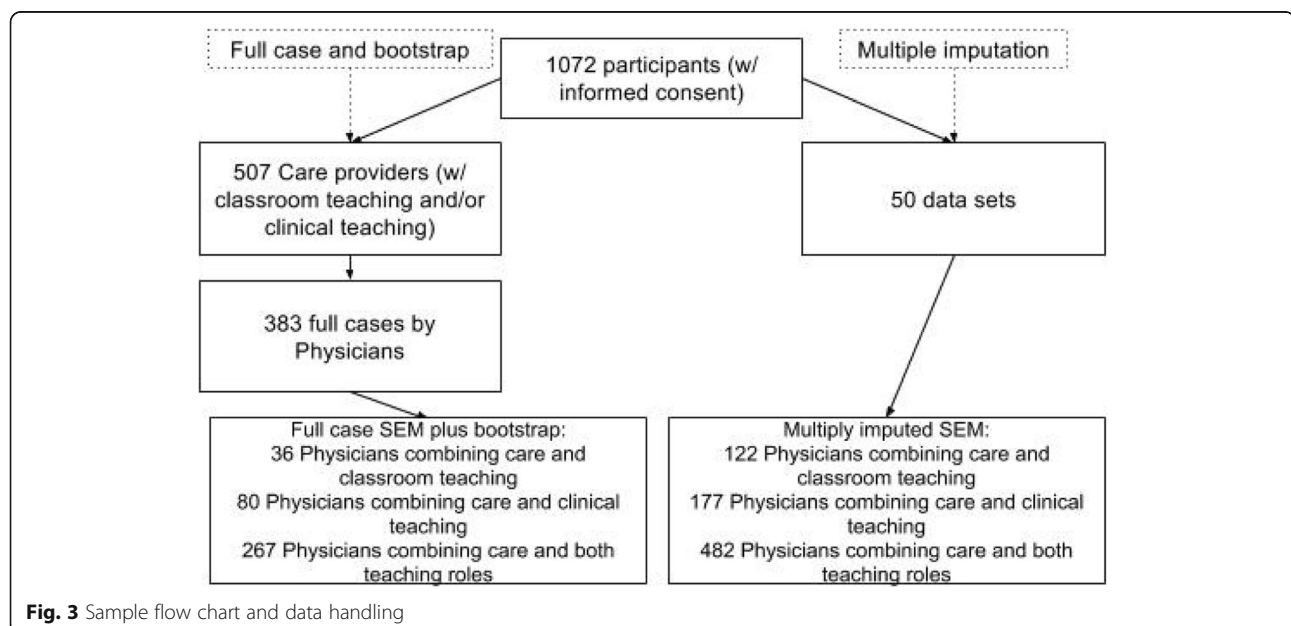 Full case and bootstrap
Multiple imputation
1072 participants (w/
informed consent)
507 Care providers (w/
classroom teaching and/or
clinical teaching)
50 data sets
383 full cases by
Physicians
Full case SEM plus bootstrap:
36 Physicians combining care and
classroom teaching
80 Physicians combining care and clinical
teaching
267 Physicians combining care and both
teaching roles
Multiply imputed SEM:
122 Physicians combining care and
classroom teaching
177 Physicians combining care and clinical
teaching
482 Physicians combining care and both
teaching roles
Fig. 3 Sample flow chart and data handling